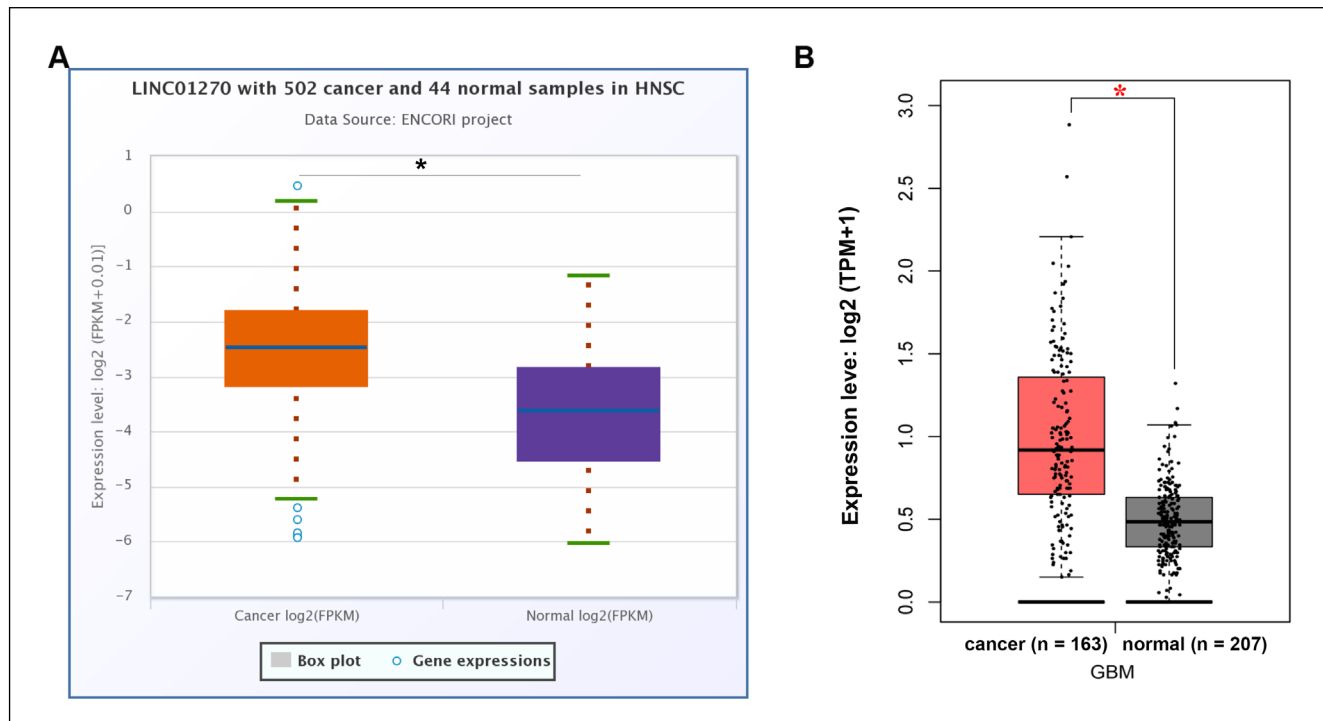 A
LINC01270 with 502 cancer and 44 normal samples in HNSC
Data Source: ENCORI project
*
Expression level: log2 (FPKM+0.01)]
1
0
−1
−2
−3
−4
−5
−6
−7
Cancer log2(FPKM)
Normal log2(FPKM)
Box plot
Gene expressions
B
*
Expression leve: log2 (TPM+1)
3.0
2.5
2.0
1.5
1.0
0.5
0.0
cancer (n = 163)
normal (n = 207)
GBM